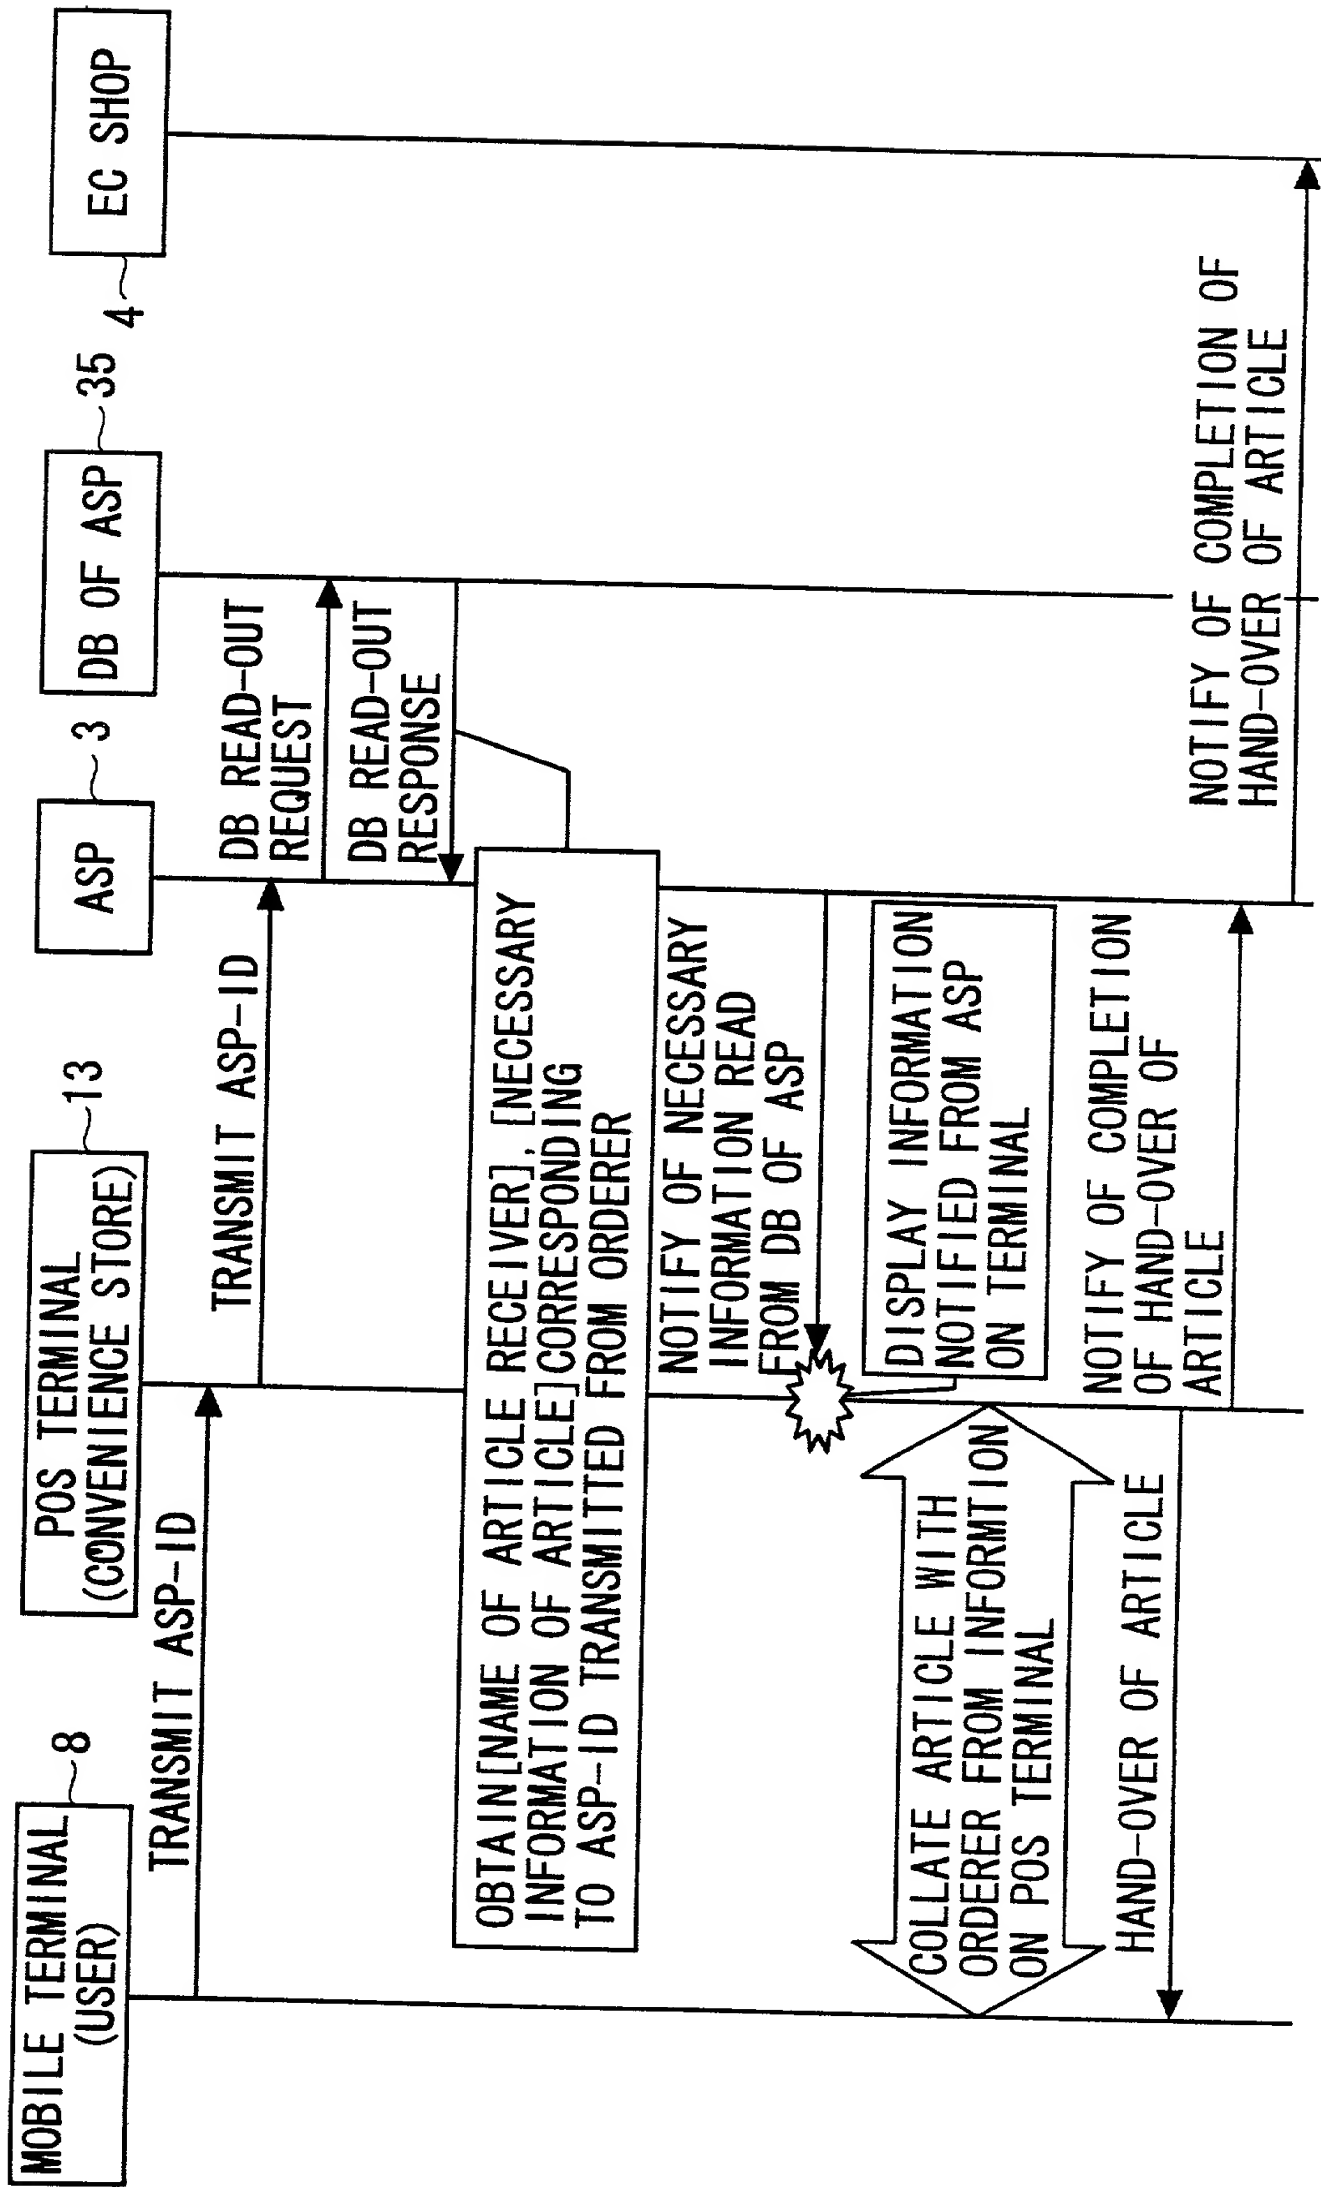 MOBILE TERMINAL
(USER)
8
POS TERMINAL
(CONVENIENCE STORE)
13
ASP
3
DB OF ASP
35
EC SHOP
4
TRANSMIT ASP-ID
TRANSMIT ASP-ID
DB READ-OUT
REQUEST
DB READ-OUT
RESPONSE
OBTAIN[NAME OF ARTICLE RECEIVER], [NECESSARY
INFORMATION OF ARTICLE]CORRESPONDING
TO ASP-ID TRANSMITTED FROM ORDERER
NOTIFY OF NECESSARY
INFORMATION READ
FROM DB OF ASP
DISPLAY INFORMATION
NOTIFIED FROM ASP
ON TERMINAL
COLLATE ARTICLE WITH
ORDERER FROM INFORMTION
ON POS TERMINAL
HAND-OVER OF ARTICLE
NOTIFY OF COMPLETION
OF HAND-OVER OF
ARTICLE
NOTIFY OF COMPLETION OF
HAND-OVER OF ARTICLE